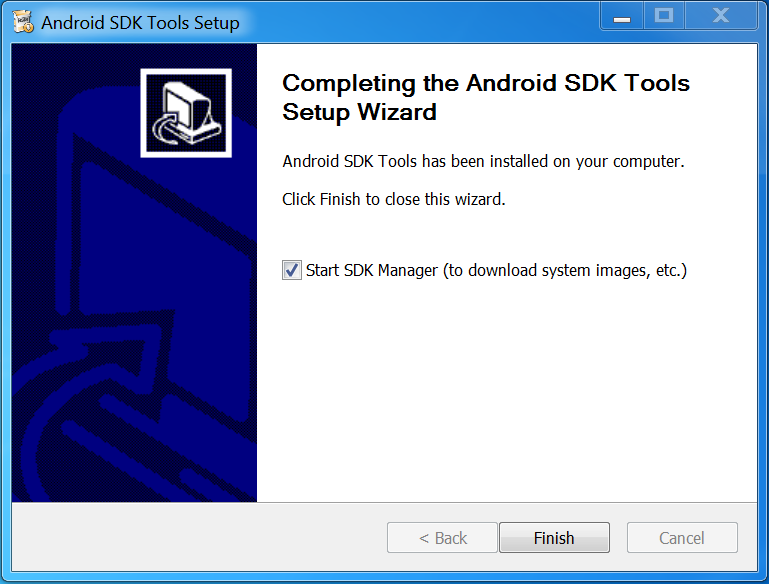 Android SDK Tools Setup
Completing the Android SDK Tools
Setup Wizard
Android SDK Tools has been installed on your computer.
Click Finish to close this wizard.
Start SDK Manager (to download system images, etc.)
< Back
Finish
Cancel